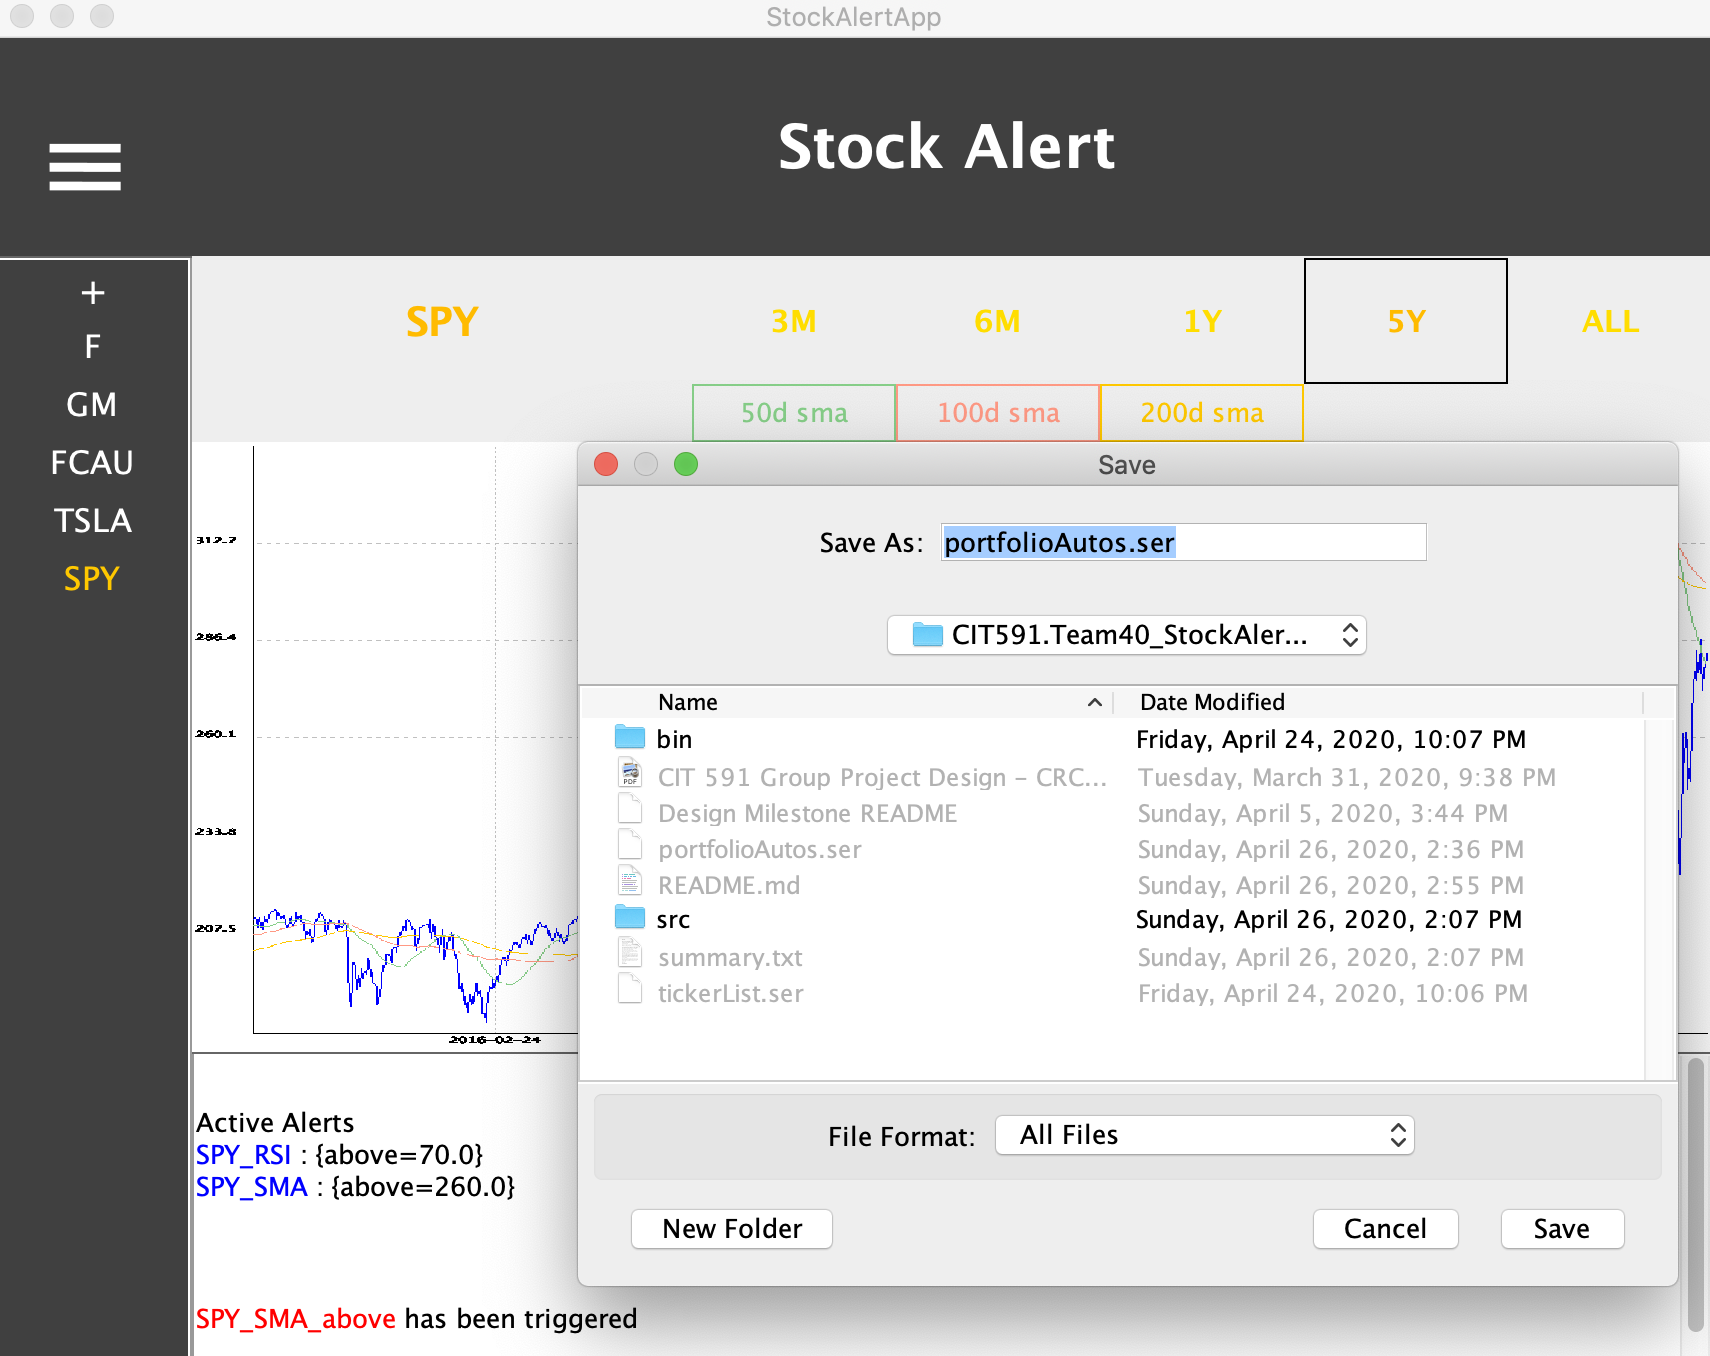 StockAlertApp
Stock Alert
+
F
GM
FCAU
TSLA
SPY
SPY 3M 6M 1Y 5Y ALL
50d sma 100d sma 200d sma
312.7
286.4
260.1
233.8
207.5
2016-02-24
Save
Save As: portfolioAutos.ser
CIT591.Team40_StockAler...
Name Date Modified
bin Friday, April 24, 2020, 10:07 PM
CIT 591 Group Project Design – CRC... Tuesday, March 31, 2020, 9:38 PM
Design Milestone README Sunday, April 5, 2020, 3:44 PM
portfolioAutos.ser Sunday, April 26, 2020, 2:36 PM
README.md Sunday, April 26, 2020, 2:55 PM
src Sunday, April 26, 2020, 2:07 PM
summary.txt Sunday, April 26, 2020, 2:07 PM
tickerList.ser Friday, April 24, 2020, 10:06 PM
File Format: All Files
New Folder Cancel Save
Active Alerts
SPY_RSI : {above=70.0}
SPY_SMA : {above=260.0}
SPY_SMA_above has been triggered